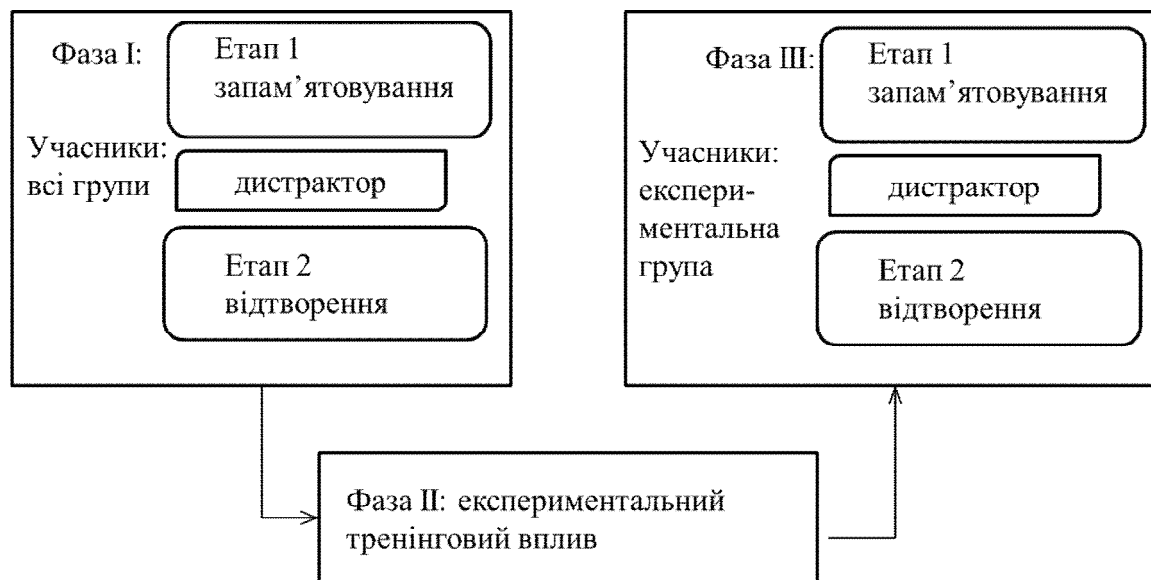 Фаза І:
Етап 1
запам’ятовування
Учасники:
всі групи
дистрактор
Етап 2
відтворення
Фаза ІІІ:
Етап 1
запам’ятовування
Учасники:
експери-
ментальна
група
дистрактор
Етап 2
відтворення
Фаза ІІ: експериментальний
тренінговий вплив